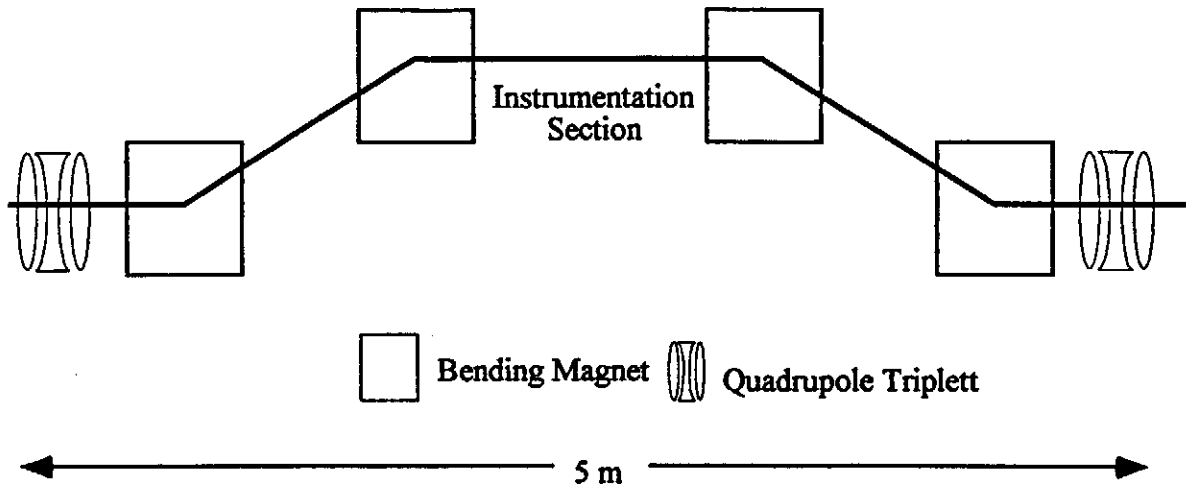 Instrumentation
Section
Bending Magnet
Quadrupole Triplett
5 m